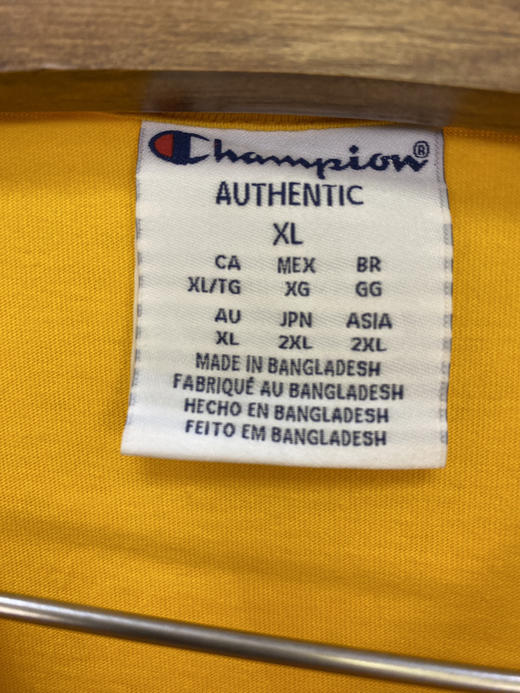 Champion®
AUTHENTIC
XL
CA MEX BR
XL/TG XG GG
AU JPN ASIA
XL 2XL 2XL
MADE IN BANGLADESH
FABRIQUÉ AU BANGLADESH
HECHO EN BANGLADESH
FEITO EM BANGLADESH